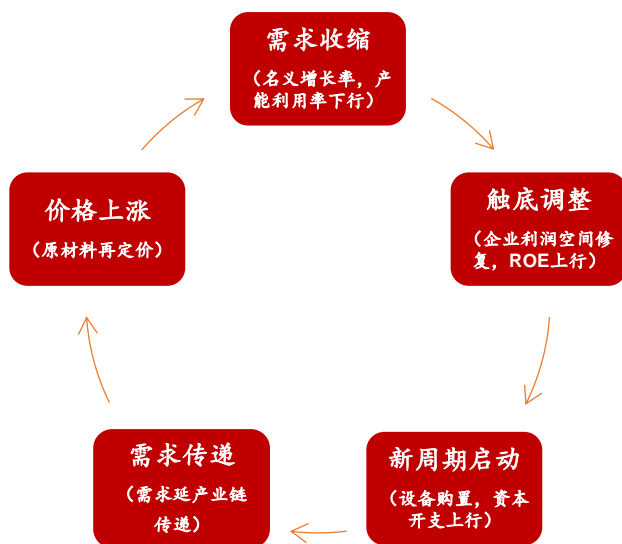 需求收缩
（名义增长率，产
能利用率下行）
触底调整
（企业利润空间修
复，ROE上行）
新周期启动
（设备购置，资本
开支上行）
需求传递
（需求延产业链
传递）
价格上涨
（原材料再定价）